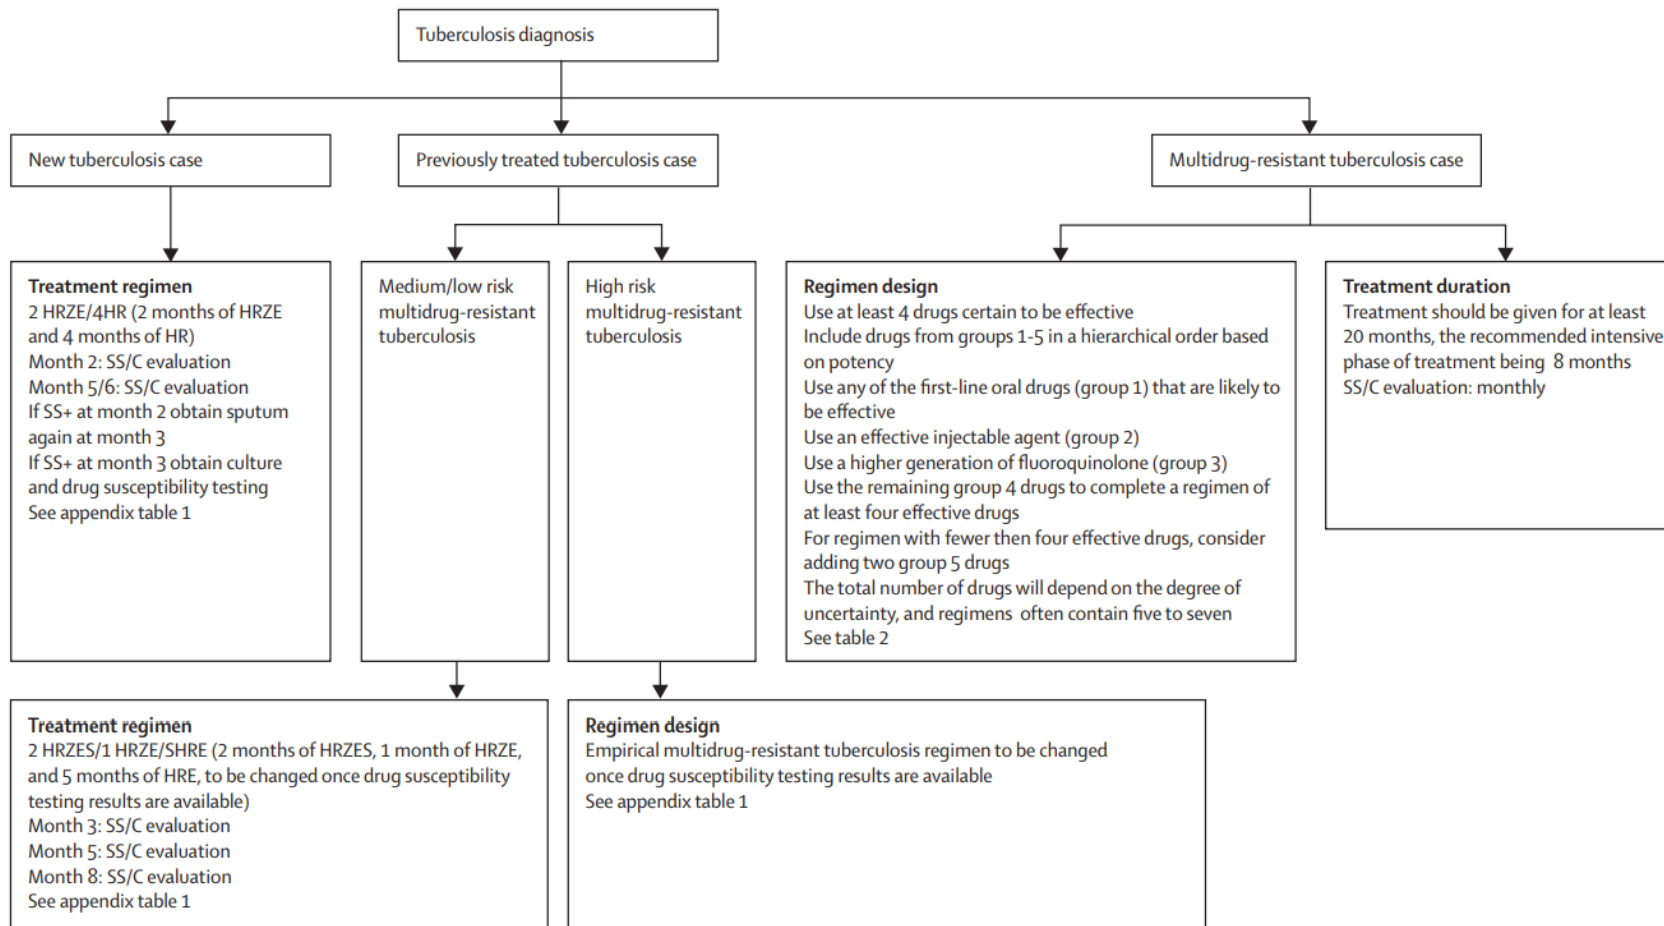 Tuberculosis diagnosis
New tuberculosis case
Previously treated tuberculosis case
Multidrug-resistant tuberculosis case
Treatment regimen
2 HRZE/4HR (2 months of HRZE
and 4 months of HR)
Month 2: SS/C evaluation
Month 5/6: SS/C evaluation
If SS+ at month 2 obtain sputum
again at month 3
If SS+ at month 3 obtain culture
and drug susceptibility testing
See appendix table 1
Medium/low risk
multidrug-resistant
tuberculosis
High risk
multidrug-resistant
tuberculosis
Regimen design
Use at least 4 drugs certain to be effective
Include drugs from groups 1-5 in a hierarchical order based
on potency
Use any of the first-line oral drugs (group 1) that are likely to
be effective
Use an effective injectable agent (group 2)
Use a higher generation of fluoroquinolone (group 3)
Use the remaining group 4 drugs to complete a regimen of
at least four effective drugs
For regimen with fewer then four effective drugs, consider
adding two group 5 drugs
The total number of drugs will depend on the degree of
uncertainty, and regimens often contain five to seven
See table 2
Treatment duration
Treatment should be given for at least
20 months, the recommended intensive
phase of treatment being 8 months
SS/C evaluation: monthly
Treatment regimen
2 HRZES/1 HRZE/SHRE (2 months of HRZES, 1 month of HRZE,
and 5 months of HRE, to be changed once drug susceptibility
testing results are available)
Month 3: SS/C evaluation
Month 5: SS/C evaluation
Month 8: SS/C evaluation
See appendix table 1
Regimen design
Empirical multidrug-resistant tuberculosis regimen to be changed
once drug susceptibility testing results are available
See appendix table 1